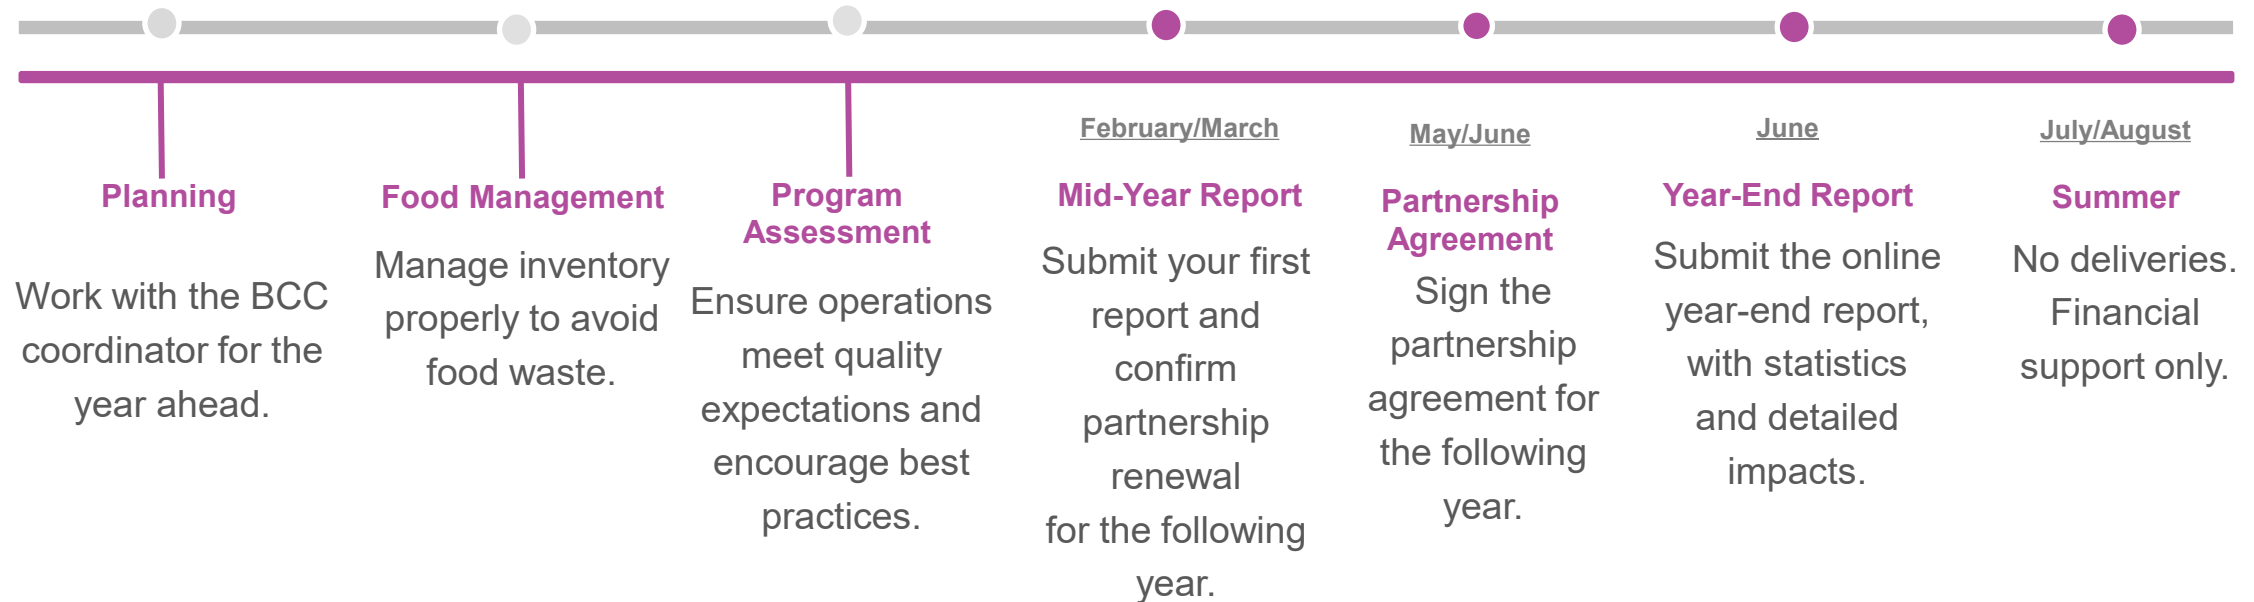 Planning
Work with the BCC
coordinator for the
year ahead.
Food Management
Manage inventory
properly to avoid
food waste.
Program
Assessment
Ensure operations
meet quality
expectations and
encourage best
practices.
February/March
Mid-Year Report
Submit your first
report and
confirm
partnership
renewal
for the following
year.
May/June
Partnership
Agreement
Sign the
partnership
agreement for
the following
year.
June
Year-End Report
Submit the online
year-end report,
with statistics
and detailed
impacts.
July/August
Summer
No deliveries.
Financial
support only.